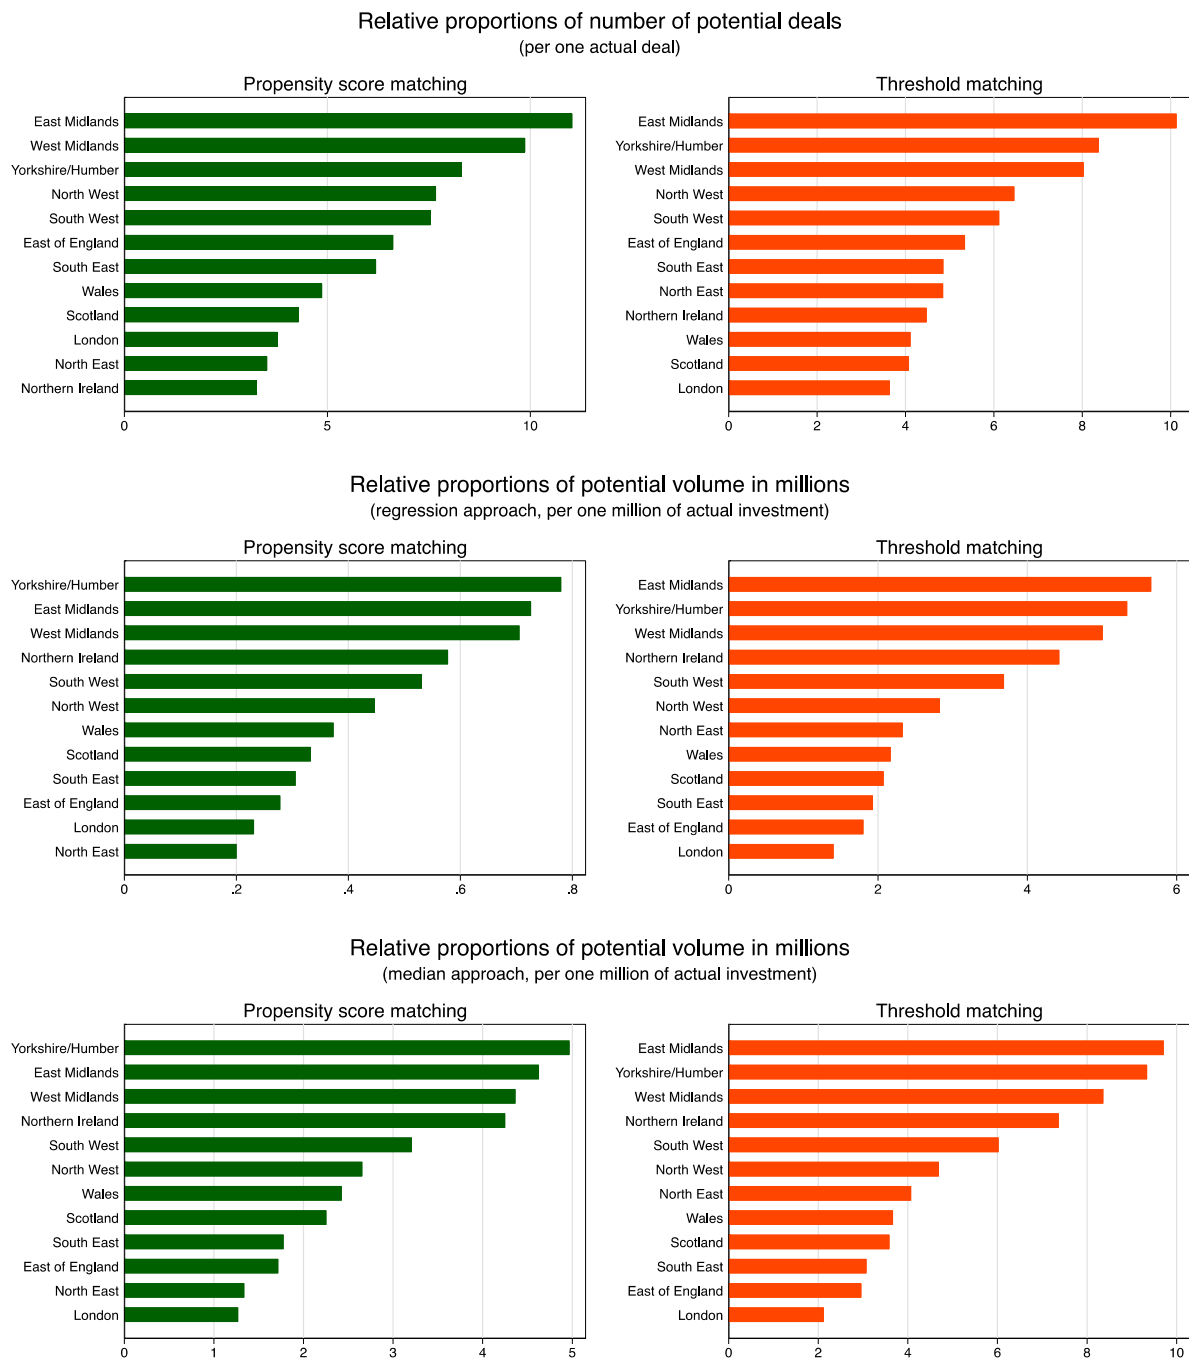 Relative proportions of number of potential deals
(per one actual deal)
Propensity score matching
East Midlands
West Midlands
Yorkshire/Humber
North West
South West
East of England
South East
Wales
Scotland
London
North East
Northern Ireland
0 5 10
Threshold matching
East Midlands
Yorkshire/Humber
West Midlands
North West
South West
East of England
South East
North East
Northern Ireland
Wales
Scotland
London
0 2 4 6 8 10
Relative proportions of potential volume in millions
(regression approach, per one million of actual investment)
Propensity score matching
Yorkshire/Humber
East Midlands
West Midlands
Northern Ireland
South West
North West
Wales
Scotland
South East
East of England
London
North East
0 .2 .4 .6 .8
Threshold matching
East Midlands
Yorkshire/Humber
West Midlands
Northern Ireland
South West
North West
North East
Wales
Scotland
South East
East of England
London
0 2 4 6
Relative proportions of potential volume in millions
(median approach, per one million of actual investment)
Propensity score matching
Yorkshire/Humber
East Midlands
West Midlands
Northern Ireland
South West
North West
Wales
Scotland
South East
East of England
North East
London
0 1 2 3 4 5
Threshold matching
East Midlands
Yorkshire/Humber
West Midlands
Northern Ireland
South West
North West
North East
Wales
Scotland
South East
East of England
London
0 2 4 6 8 10